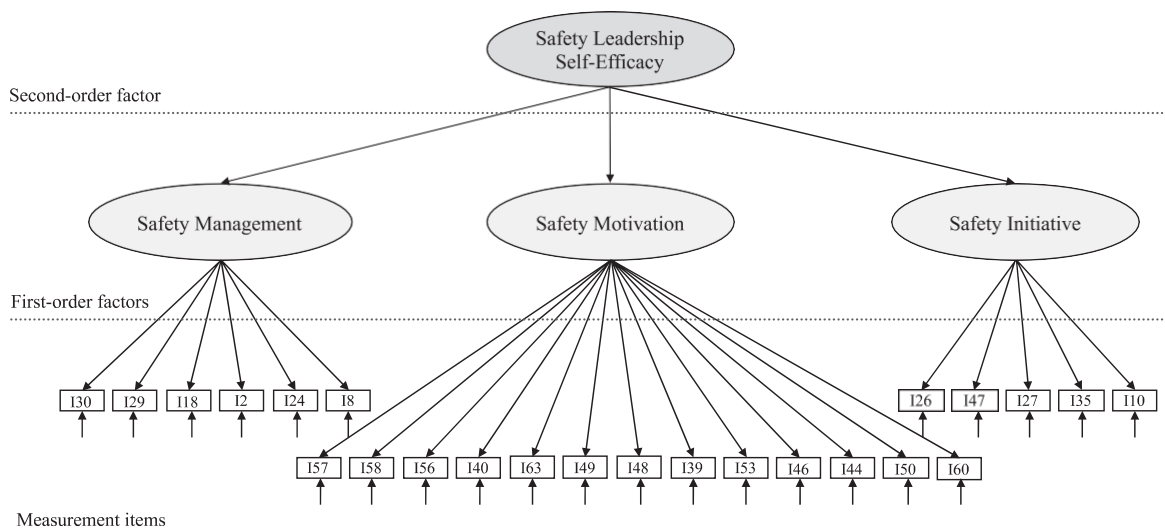 Safety Leadership
Self-Efficacy
Second-order factor
Safety Management
Safety Motivation
Safety Initiative
First-order factors
I30
I29
I18
I2
I24
I8
I26
I47
I27
I35
I10
I57
I58
I56
I40
I63
I49
I48
I39
I53
I46
I44
I50
I60
Measurement items